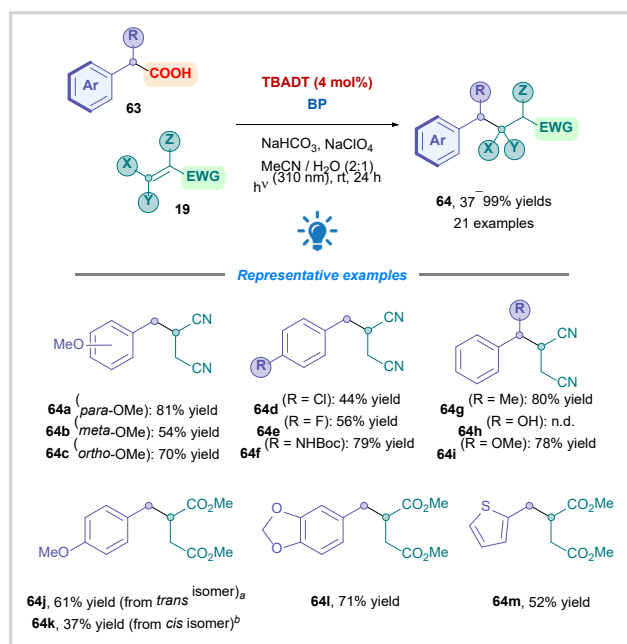 R
COOH
Ar
63
Z
X
EWG
Y
19
TBADT (4 mol%)
BP
NaHCO3, NaClO4
MeCN / H2O (2:1)
hν (310 nm), rt, 24 h
R
Z
EWG
Ar
X
Y
64, 37–99% yields
21 examples
Representative examples
MeO
CN
CN
64a (para-OMe): 81% yield
64b (meta-OMe): 54% yield
64c (ortho-OMe): 70% yield
R
CN
CN
64d (R = Cl): 44% yield
64e (R = F): 56% yield
64f (R = NHBoc): 79% yield
R
CN
CN
64g (R = Me): 80% yield
64h (R = OH): n.d.
64i (R = OMe): 78% yield
MeO
CO2Me
CO2Me
64j, 61% yield (from trans isomer)a
64k, 37% yield (from cis isomer)b
O
O
CO2Me
CO2Me
64l, 71% yield
S
CO2Me
CO2Me
64m, 52% yield